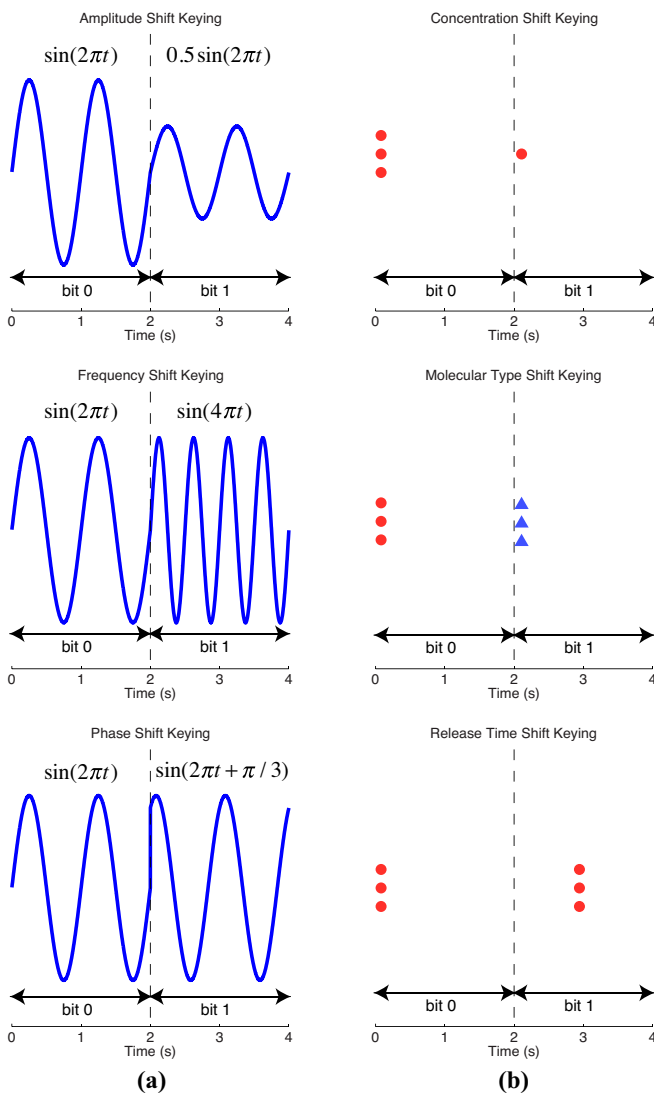 Amplitude Shift Keying
sin(2πt)
0.5sin(2πt)
bit 0
bit 1
0 1 2 3 4
Time (s)
Concentration Shift Keying
bit 0
bit 1
0 1 2 3 4
Time (s)
Frequency Shift Keying
sin(2πt)
sin(4πt)
bit 0
bit 1
0 1 2 3 4
Time (s)
Molecular Type Shift Keying
bit 0
bit 1
0 1 2 3 4
Time (s)
Phase Shift Keying
sin(2πt)
sin(2πt + π / 3)
bit 0
bit 1
0 1 2 3 4
Time (s)
Release Time Shift Keying
bit 0
bit 1
0 1 2 3 4
Time (s)
(a)
(b)